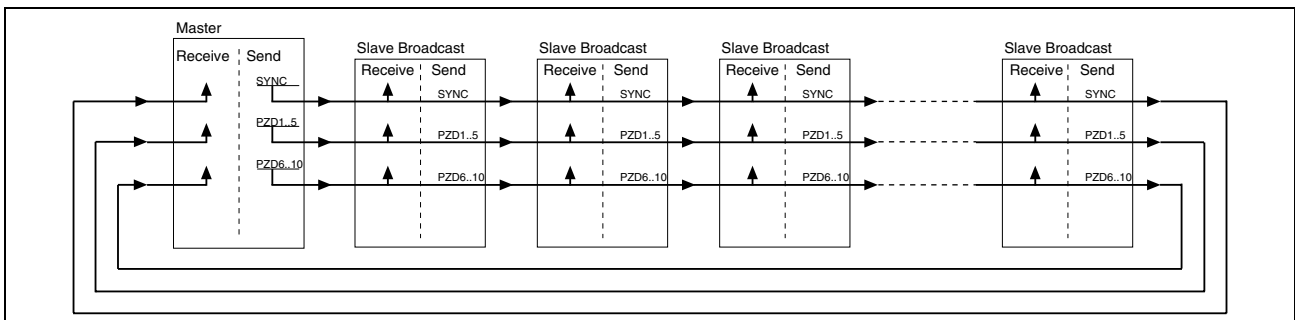 Master
Slave Broadcast Slave Broadcast Slave Broadcast Slave Broadcast
Receive Send Receive Send Receive Send Receive Send Receive Send
SYNC
SYNC SYNC SYNC SYNC
PZD1..5
PZD1..5 PZD1..5 PZD1..5 PZD1..5
PZD6..10
PZD6..10 PZD6..10 PZD6..10 PZD6..10